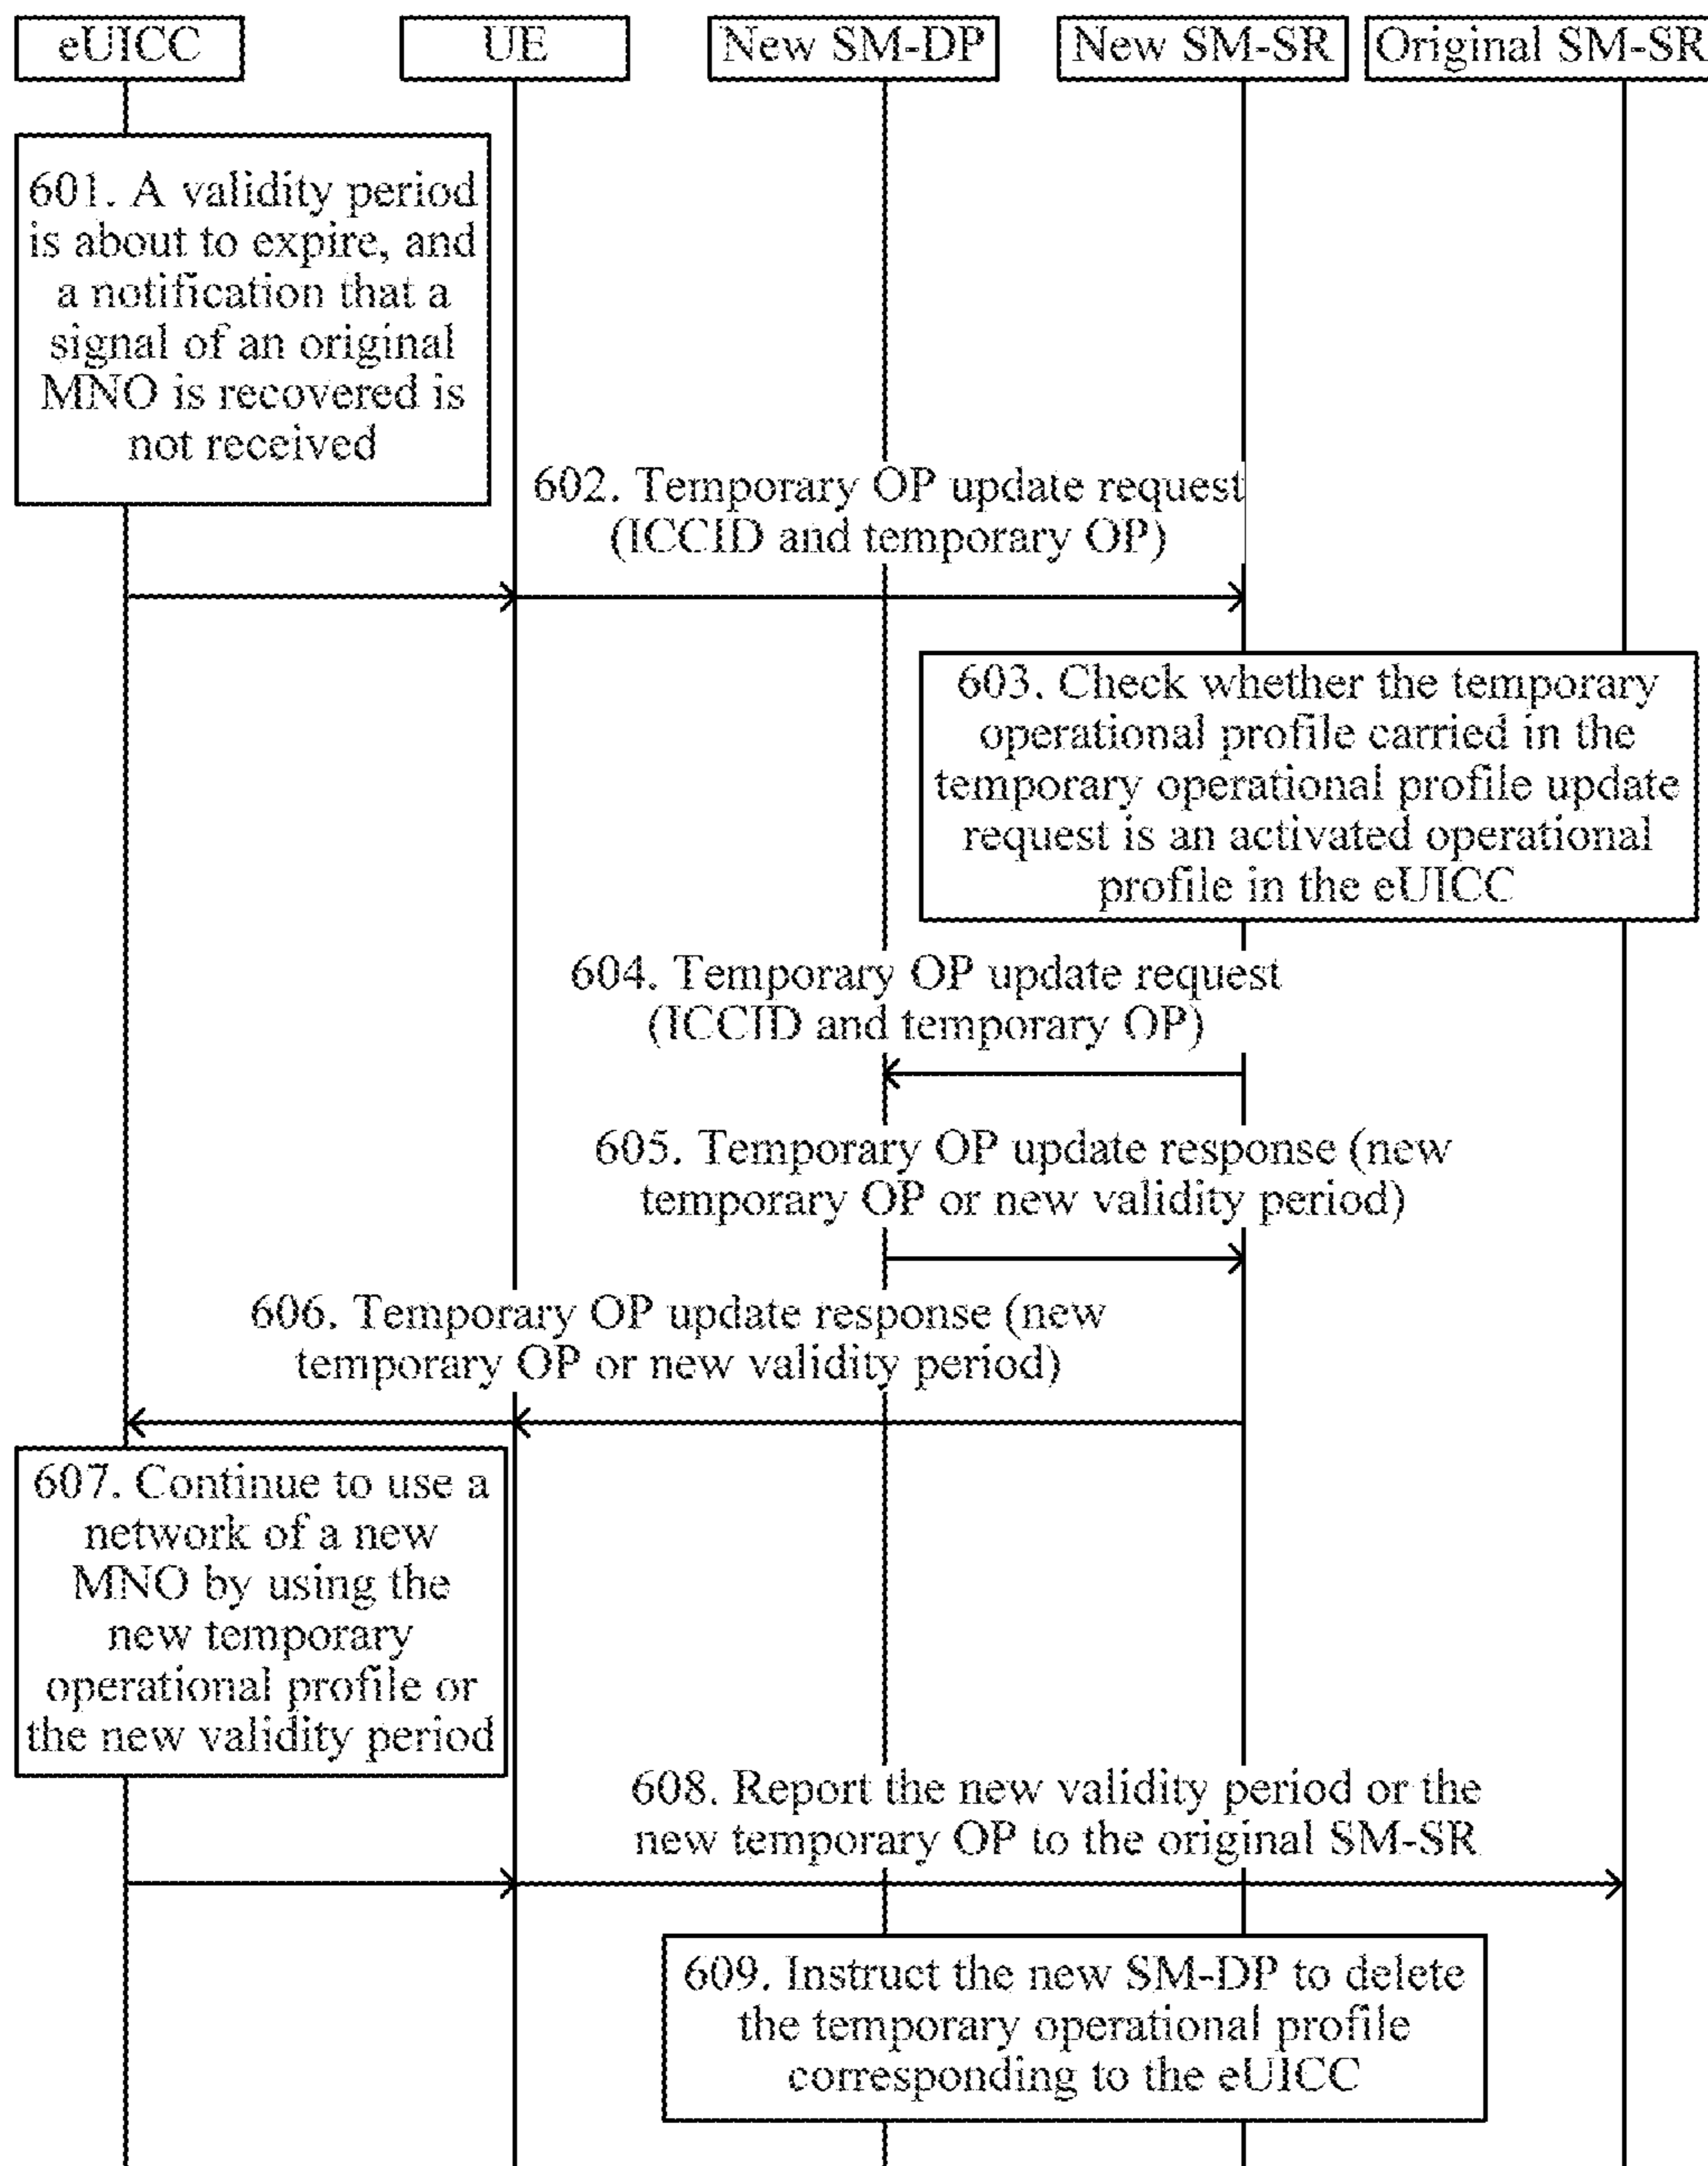 eUICC
UE
New SM-DP
New SM-SR
Original SM-SR
601. A validity period
is about to expire, and
a notification that a
signal of an original
MNO is recovered is
not received
602. Temporary OP update request
(ICCID and temporary OP)
603. Check whether the temporary
operational profile carried in the
temporary operational profile update
request is an activated operational
profile in the eUICC
604. Temporary OP update request
(ICCID and temporary OP)
605. Temporary OP update response (new
temporary OP or new validity period)
606. Temporary OP update response (new
temporary OP or new validity period)
607. Continue to use a
network of a new
MNO by using the
new temporary
operational profile or
the new validity period
608. Report the new validity period or the
new temporary OP to the original SM-SR
609. Instruct the new SM-DP to delete
the temporary operational profile
corresponding to the eUICC